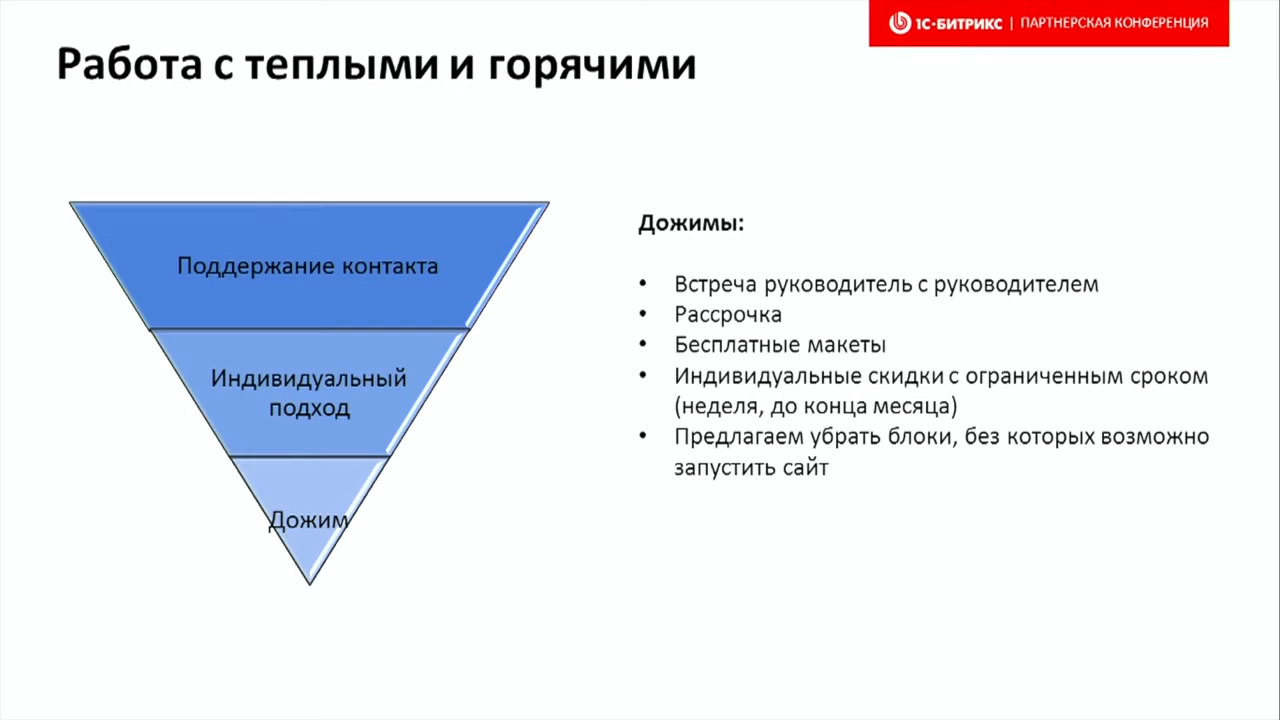 1С-БИТРИКС | ПАРТНЕРСКАЯ КОНФЕРЕНЦИЯ
Работа с теплыми и горячими
Поддержание контакта
Индивидуальный
подход
Дожим
Дожимы:
• Встреча руководитель с руководителем
• Рассрочка
• Бесплатные макеты
• Индивидуальные скидки с ограниченным сроком
(неделя, до конца месяца)
• Предлагаем убрать блоки, без которых возможно
запустить сайт